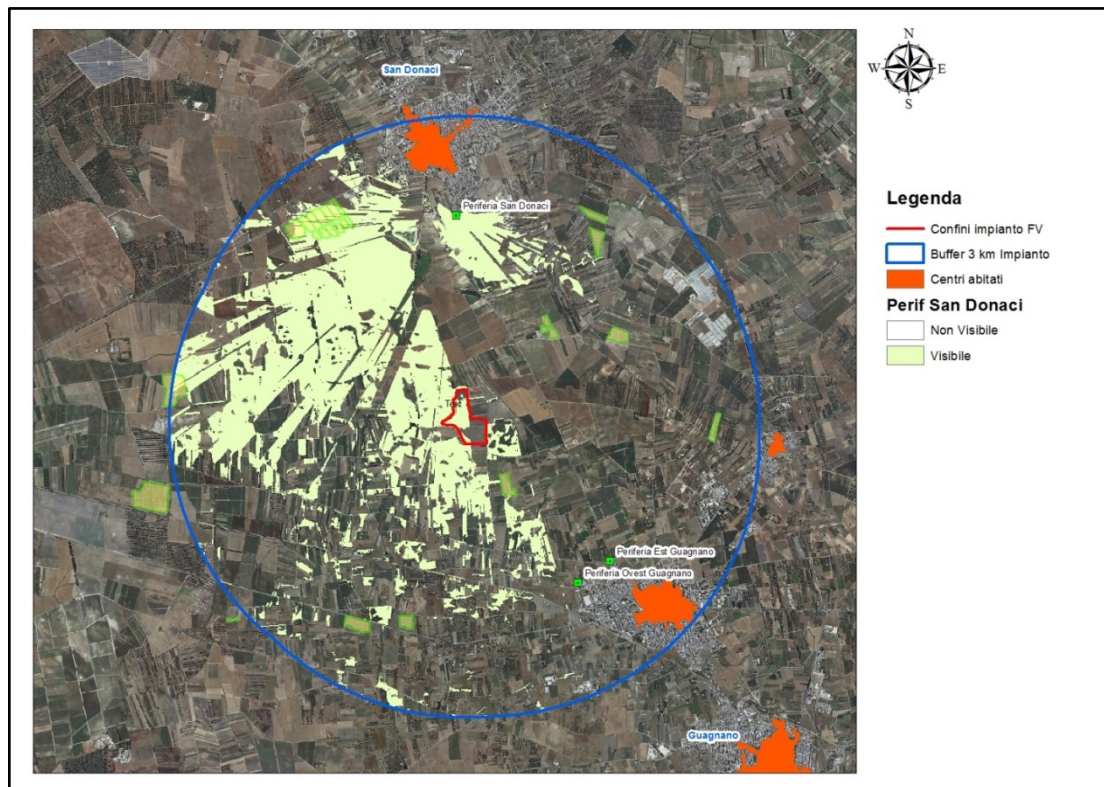 San Donaci
N
W
E
S
Periferia San Donaci
Periferia Est Guagnano
Periferia Ovest Guagnano
Guagnano
Legenda
Confini impianto FV
Buffer 3 km Impianto
Centri abitati
Perif San Donaci
Non Visibile
Visibile